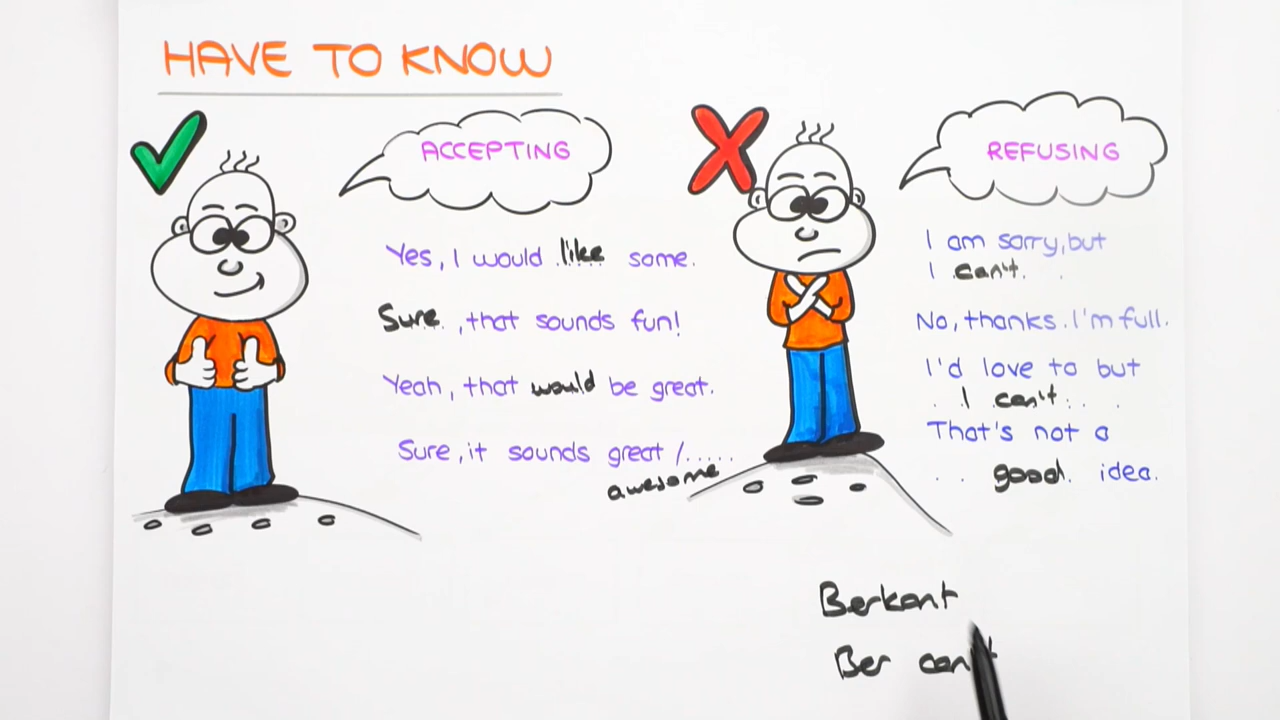 HAVE TO KNOW
ACCEPTING
Yes, I would like some.
Sure, that sounds fun!
Yeah, that would be great.
Sure, it sounds great /.....
awesome
REFUSING
I am sorry, but
I can't.
No, thanks. I'm full.
I'd love to but
I can't
That's not a
good idea.
Berkant
Ber can't